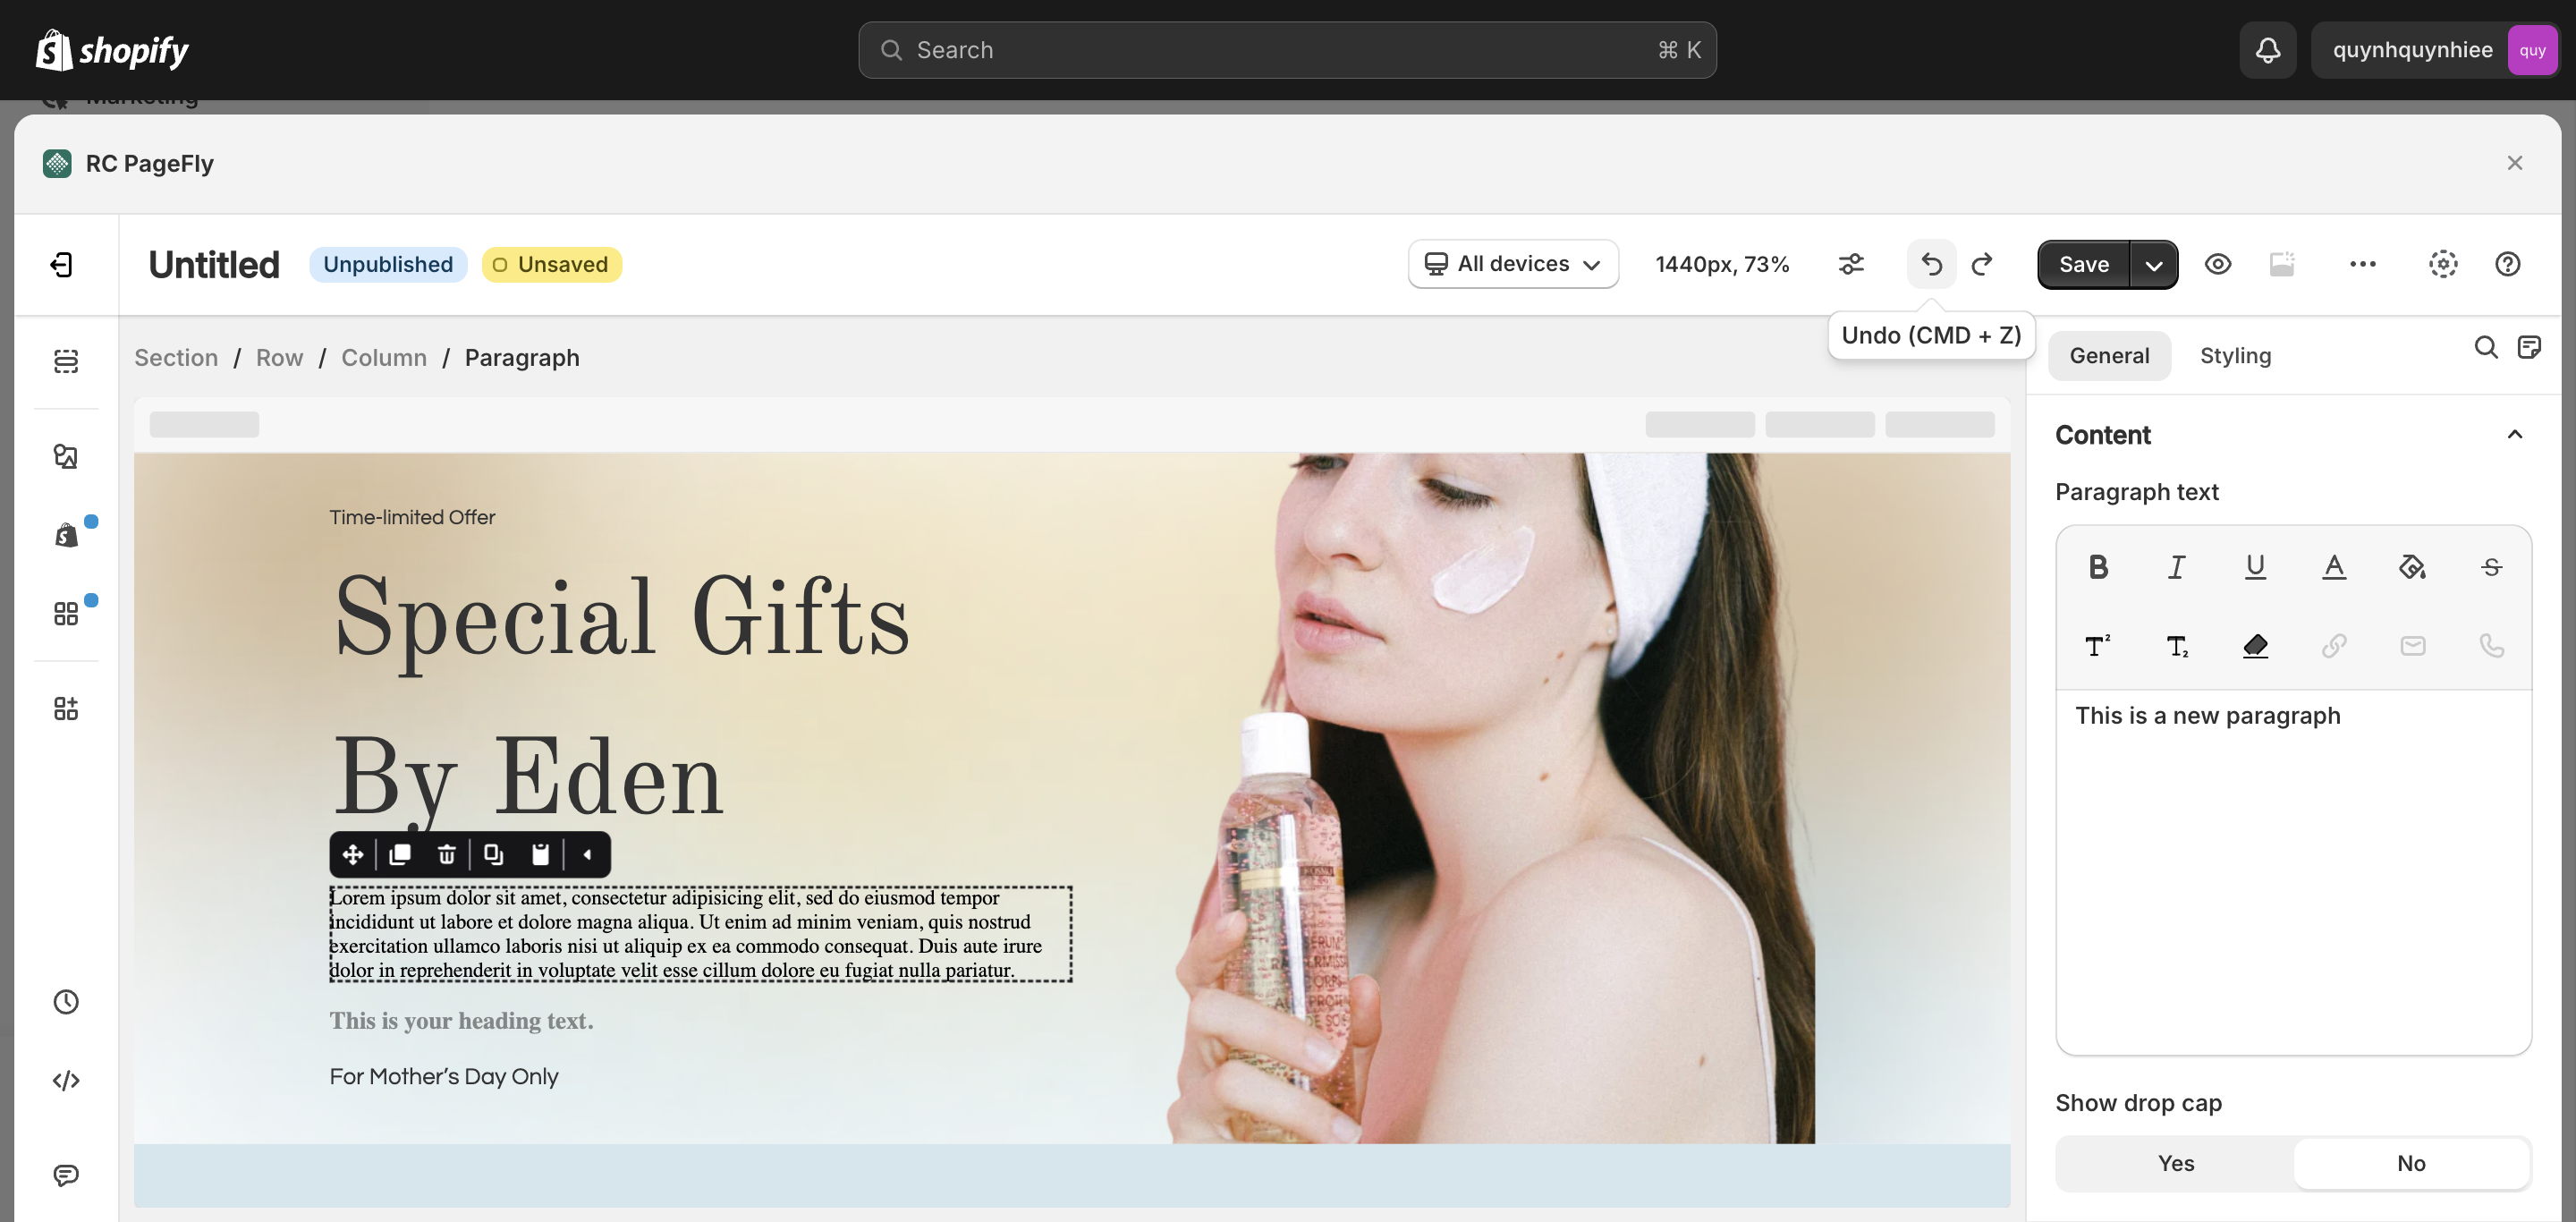 shopify
Search
⌘ K
quynhquynhiee
quy
Marketing
RC PageFly
Untitled
Unpublished
Unsaved
All devices
1440px, 73%
Save
Undo (CMD + Z)
Section / Row / Column / Paragraph
General
Styling
Content
Paragraph text
B I U A S
T² T₂
This is a new paragraph
Show drop cap
Yes
No
Time-limited Offer
Special Gifts
By Eden
Lorem ipsum dolor sit amet, consectetur adipisicing elit, sed do eiusmod tempor
incididunt ut labore et dolore magna aliqua. Ut enim ad minim veniam, quis nostrud
exercitation ullamco laboris nisi ut aliquip ex ea commodo consequat. Duis aute irure
dolor in reprehenderit in voluptate velit esse cillum dolore eu fugiat nulla pariatur.
This is your heading text.
For Mother’s Day Only